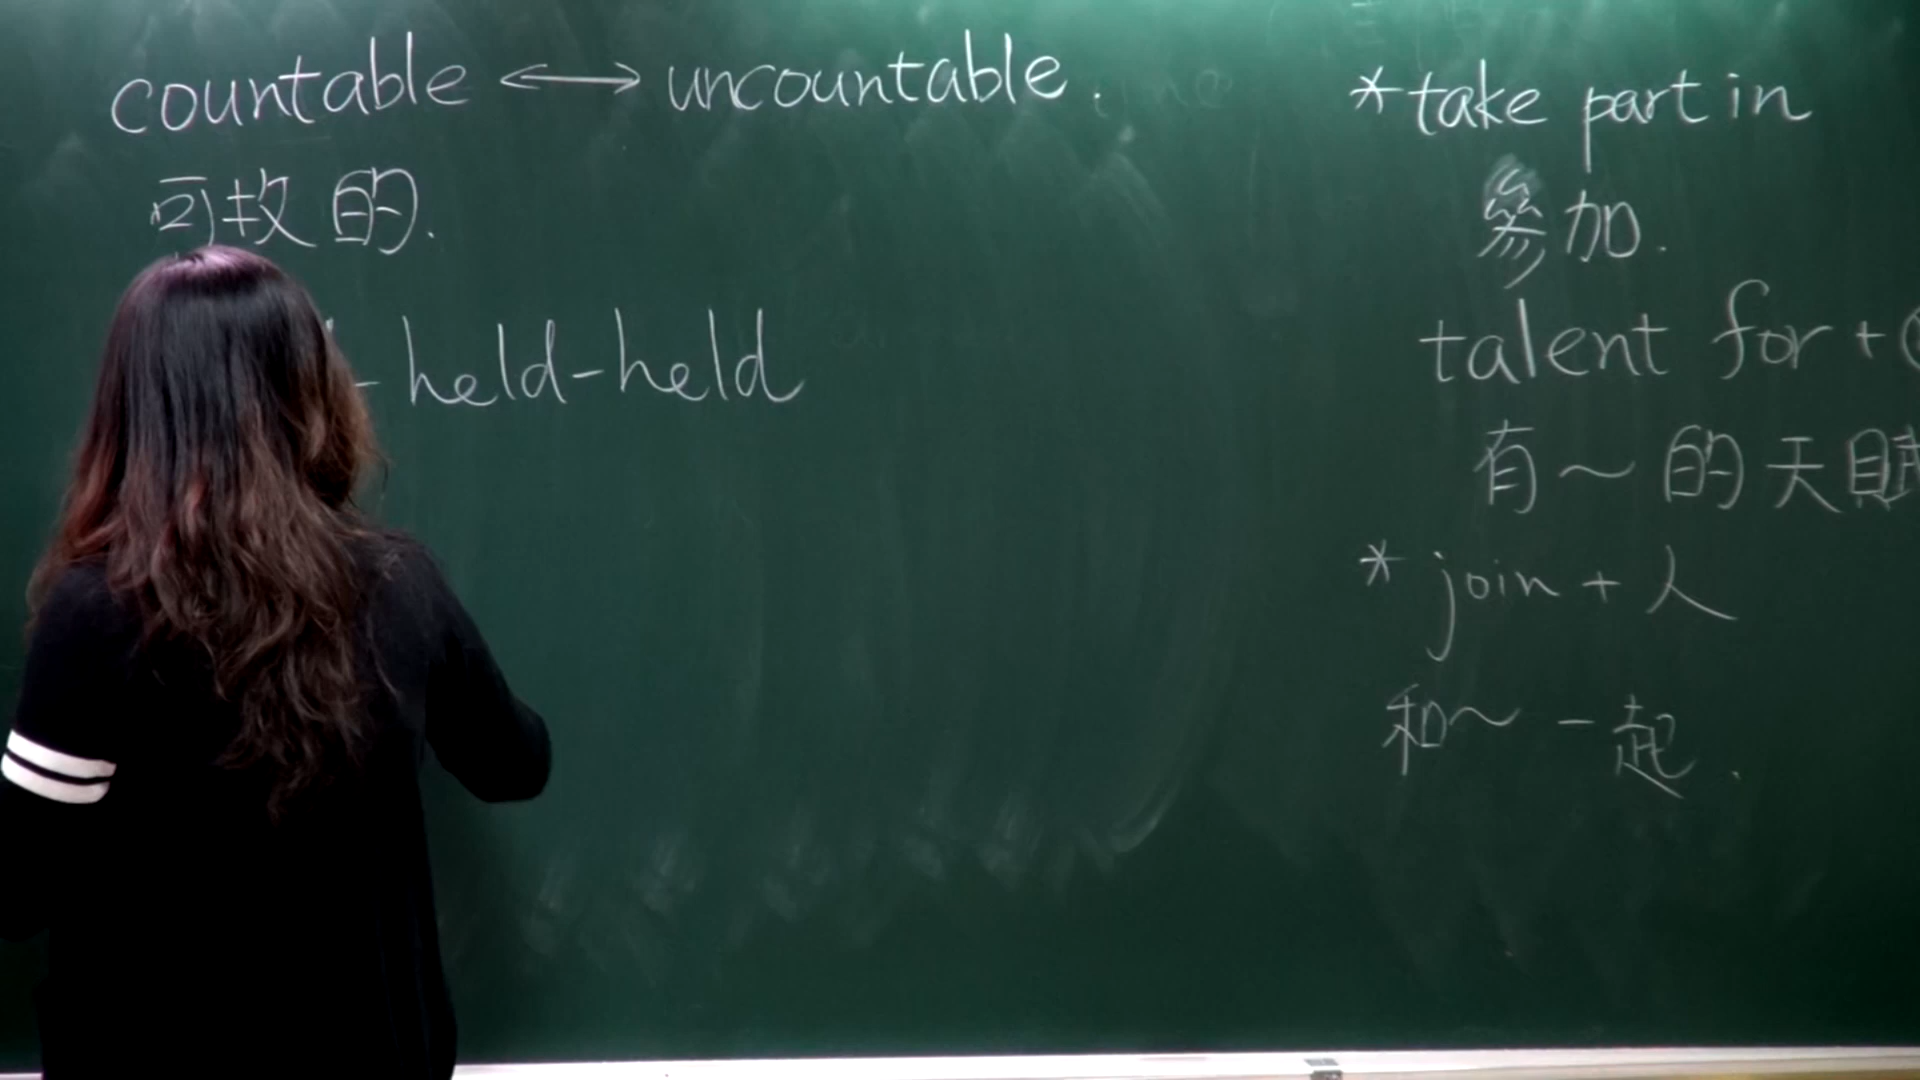 countable ⟷ uncountable.
可数的.
-held-held
*take part in
參加.
talent for +
有～的天賦
*join + 人
和～一起.